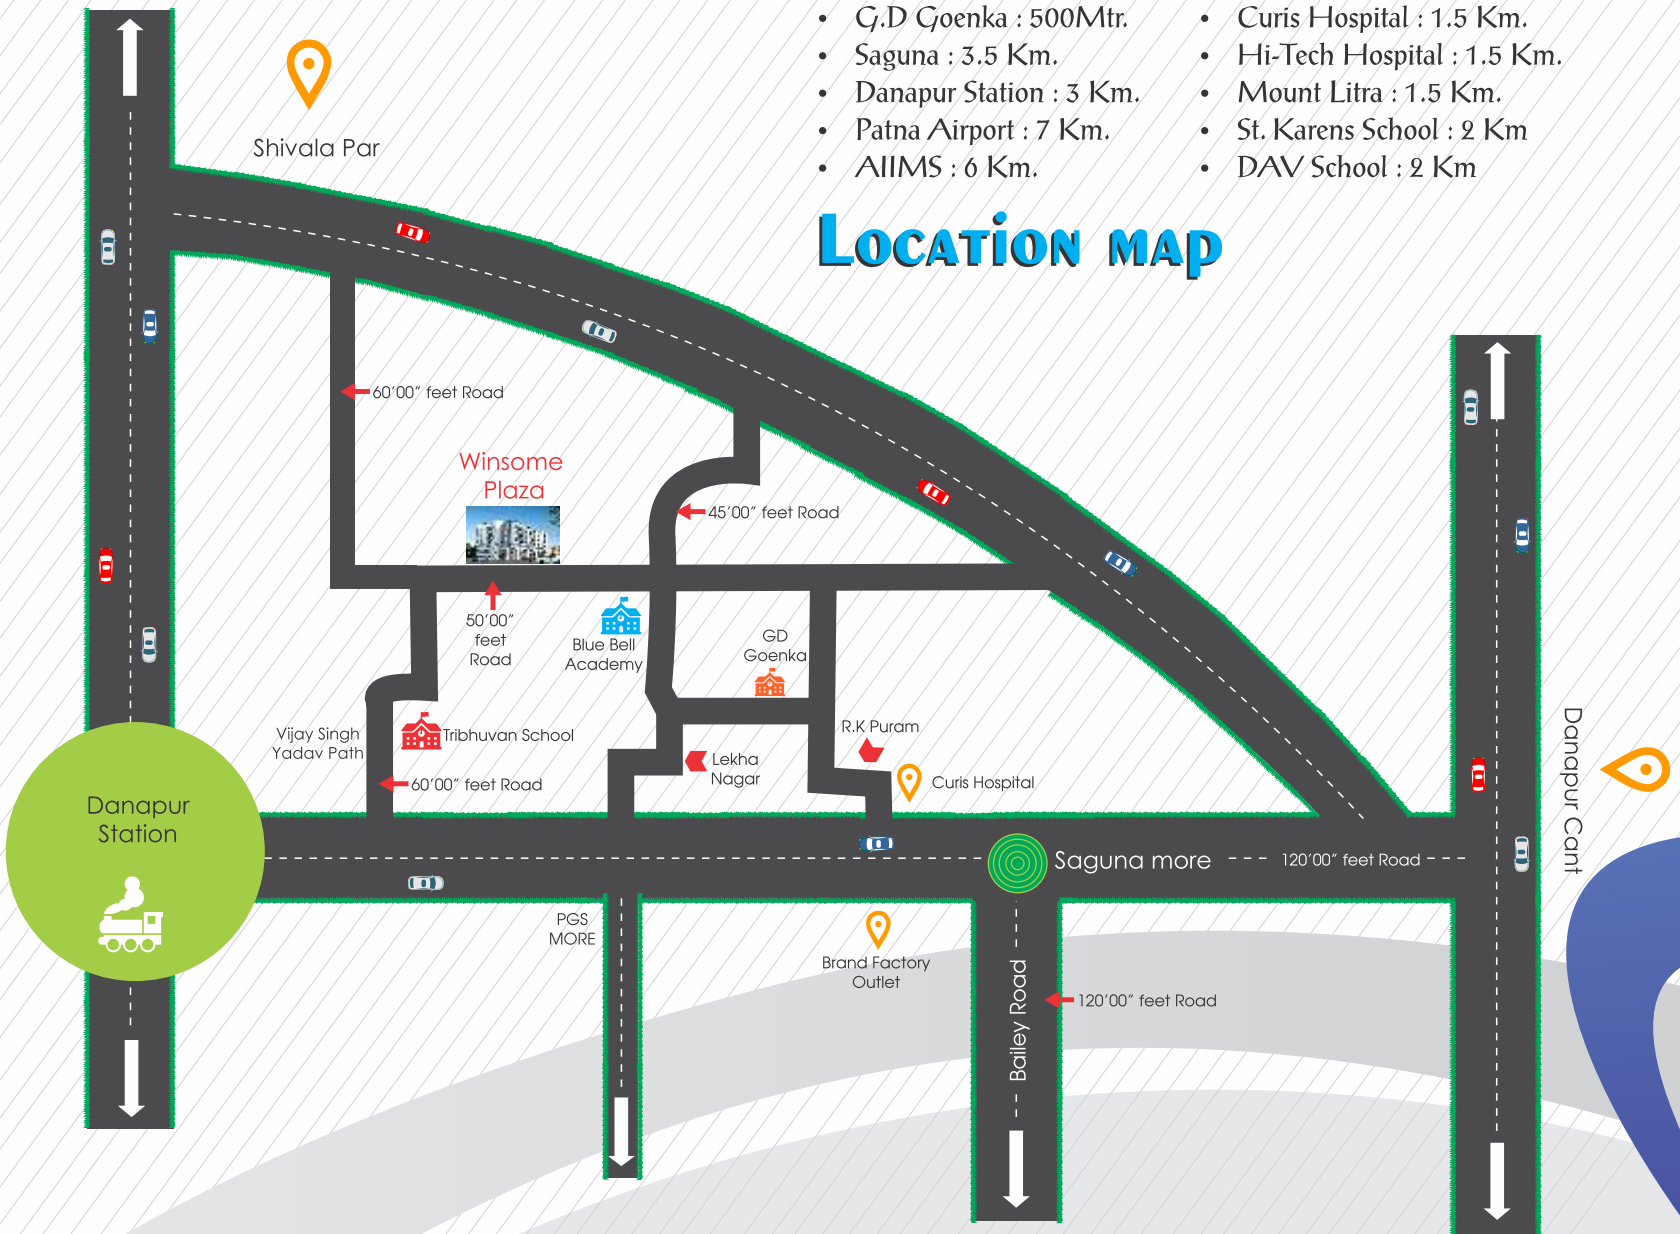 G.D Goenka : 500Mtr.
Saguna : 3.5 Km.
Danapur Station : 3 Km.
Patna Airport : 7 Km.
AIIMS : 6 Km.
Curis Hospital : 1.5 Km.
Hi-Tech Hospital : 1.5 Km.
Mount Litra : 1.5 Km.
St. Karens School : 2 Km
DAV School : 2 Km
Location map
Shivala Par
60'00" feet Road
Winsome
Plaza
45'00" feet Road
50'00"
feet
Road
Blue Bell
Academy
GD
Goenka
Vijay Singh
Yadav Path
Tribhuvan School
60'00" feet Road
Lekha
Nagar
R.K Puram
Curis Hospital
Danapur Cant
Danapur
Station
Saguna more
120'00" feet Road
PGS
MORE
Brand Factory
Outlet
Bailey Road
120'00" feet Road